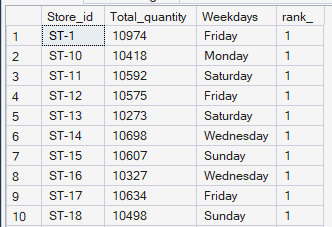 Store_id Total_quantity Weekdays rank_
1 ST-1 10974 Friday 1
2 ST-10 10418 Monday 1
3 ST-11 10592 Saturday 1
4 ST-12 10575 Friday 1
5 ST-13 10273 Saturday 1
6 ST-14 10698 Wednesday 1
7 ST-15 10607 Sunday 1
8 ST-16 10327 Wednesday 1
9 ST-17 10634 Friday 1
10 ST-18 10498 Sunday 1